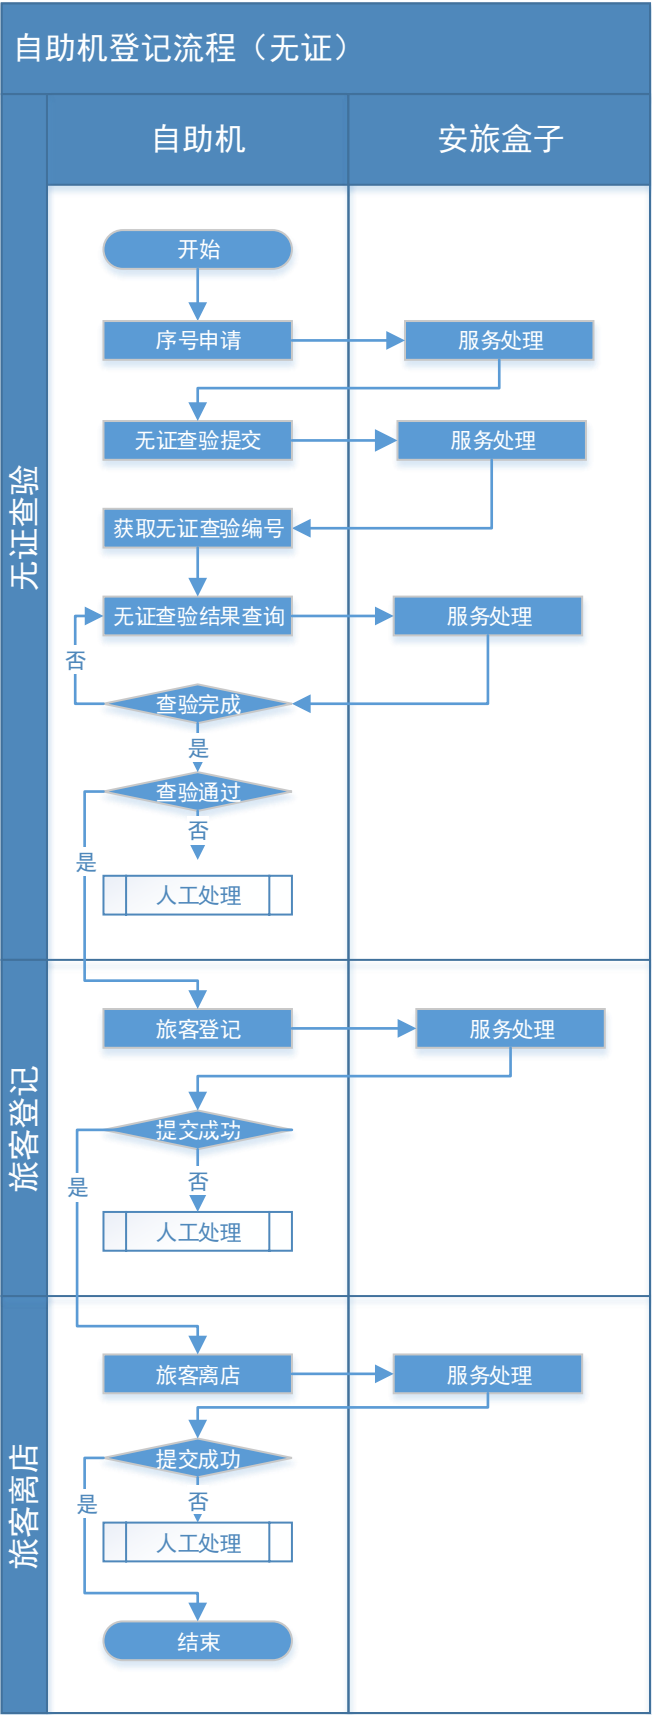 自助机登记流程（无证）
自助机
安旅盒子
无证查验
开始
序号申请
服务处理
无证查验提交
服务处理
获取无证查验编号
无证查验结果查询
服务处理
否
查验完成
是
查验通过
否
是
人工处理
旅客登记
旅客登记
服务处理
提交成功
否
是
人工处理
旅客离店
旅客离店
服务处理
提交成功
否
是
人工处理
结束